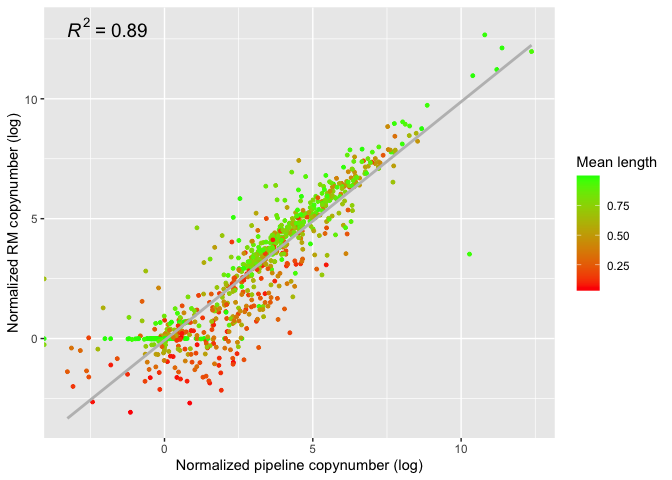 R² = 0.89
Normalized RM copynumber (log)
10
5
0
0
5
10
Normalized pipeline copynumber (log)
Mean length
0.75
0.50
0.25